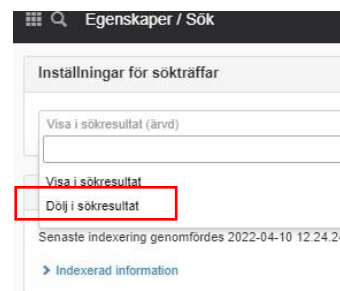 Egenskaper / Sök
Inställningar för sökträffar
Visa i sökresultat (ärvd)
Visa i sökresultat
Dölj i sökresultat
Senaste indexering genomfördes 2022-04-10 12.24.24
Indexerad information